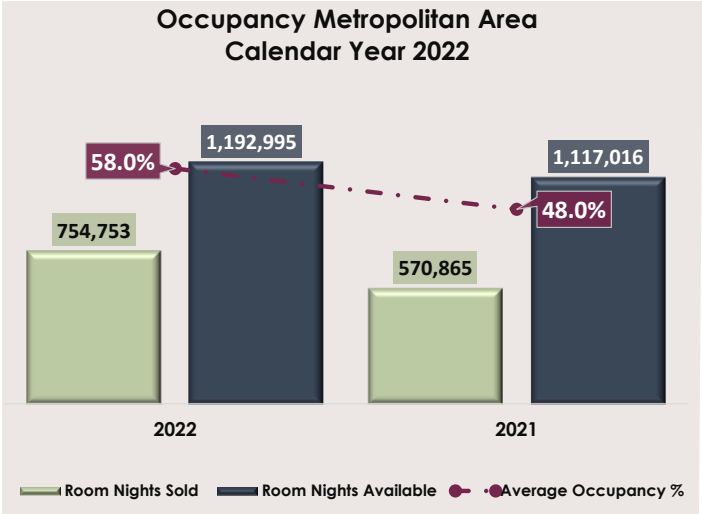 Occupancy Metropolitan Area
Calendar Year 2022
1,192,995
58.0%
1,117,016
48.0%
754,753
570,865
2022
2021
Room Nights Sold
Room Nights Available
Average Occupancy %